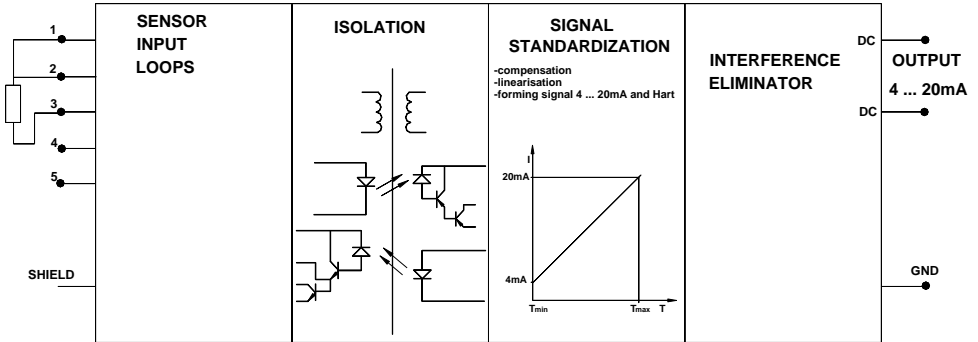 1
2
3
4
5
SHIELD
SENSOR
INPUT
LOOPS
ISOLATION
SIGNAL
STANDARDIZATION
-compensation
-linearisation
-forming signal 4 ... 20mA and Hart
I
20mA
4mA
Tmin
Tmax
T
INTERFERENCE
ELIMINATOR
DC
DC
OUTPUT
4 ... 20mA
GND